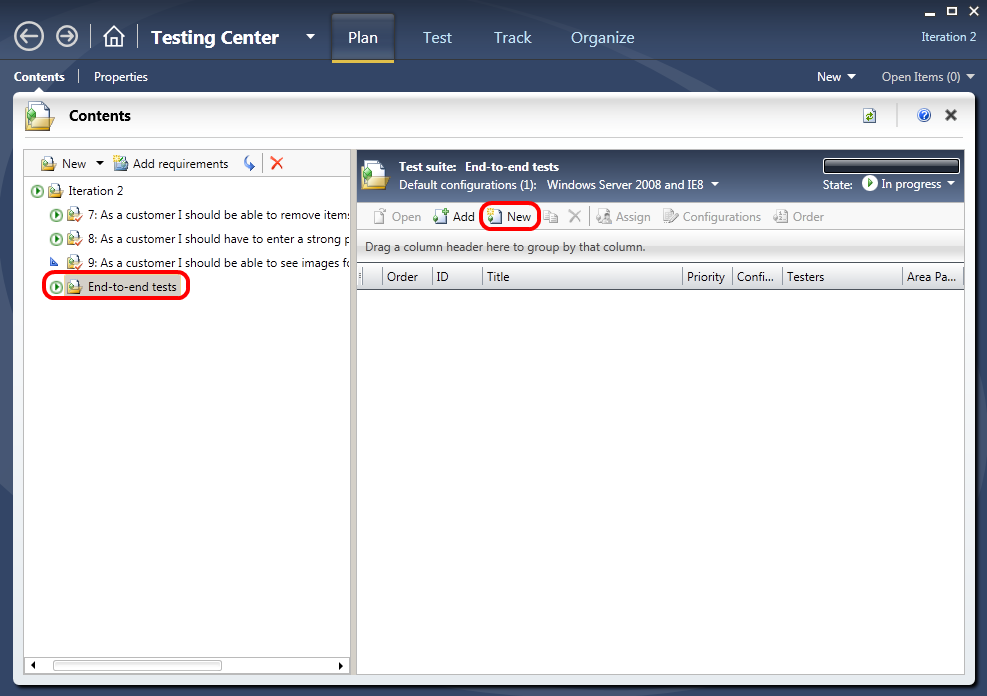 Testing Center Plan Test Track Organize Iteration 2
Contents Properties New Open Items (0)
Contents
New Add requirements
Iteration 2
7: As a customer I should be able to remove items
8: As a customer I should have to enter a strong p
9: As a customer I should be able to see images fo
End-to-end tests
Test suite: End-to-end tests
Default configurations (1): Windows Server 2008 and IE8 State: In progress
Open Add New Assign Configurations Order
Drag a column header here to group by that column.
Order ID Title Priority Confi... Testers Area Pa...